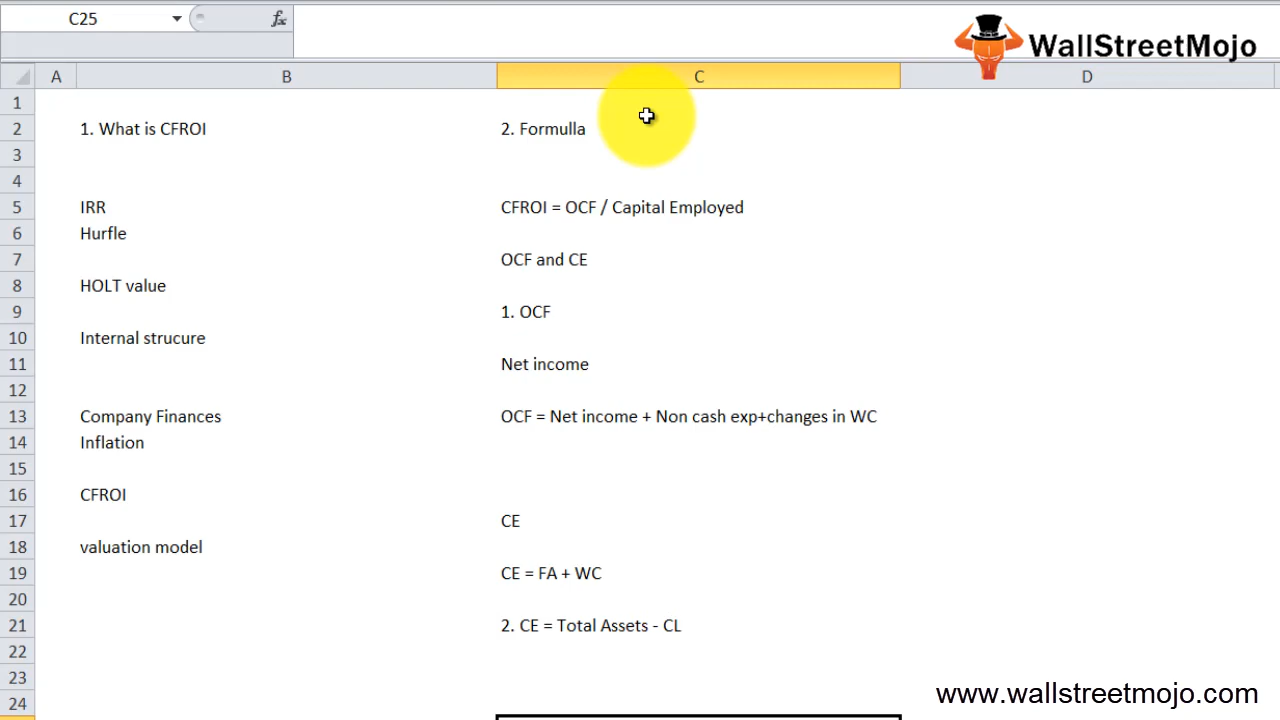 C25
fx
WallStreetMojo
A B C D
1
2 1. What is CFROI 2. Formulla
3
4
5 IRR CFROI = OCF / Capital Employed
6 Hurfle
7 OCF and CE
8 HOLT value
9 1. OCF
10 Internal strucure
11 Net income
12
13 Company Finances OCF = Net income + Non cash exp+changes in WC
14 Inflation
15
16 CFROI
17 CE
18 valuation model
19 CE = FA + WC
20
21 2. CE = Total Assets - CL
22
23
24
www.wallstreetmojo.com